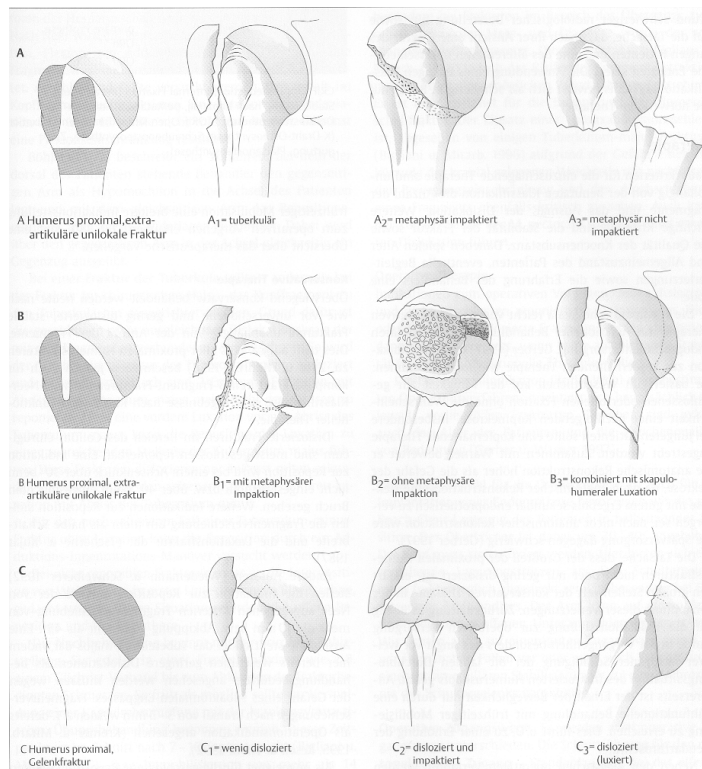 A
A Humerus proximal, extra-
artikuläre unilokale Fraktur
A₁= tuberkulär
A₂= metaphysär impaktiert
A₃= metaphysär nicht
impaktiert
B
B Humerus proximal, extra-
artikuläre unilokale Fraktur
B₁= mit metaphysärer
Impaktion
B₂= ohne metaphysäre
Impaktion
B₃= kombiniert mit skapulo-
humeraler Luxation
C
C Humerus proximal,
Gelenkfraktur
C₁= wenig disloziert
C₂= disloziert und
impaktiert
C₃= disloziert
(luxiert)